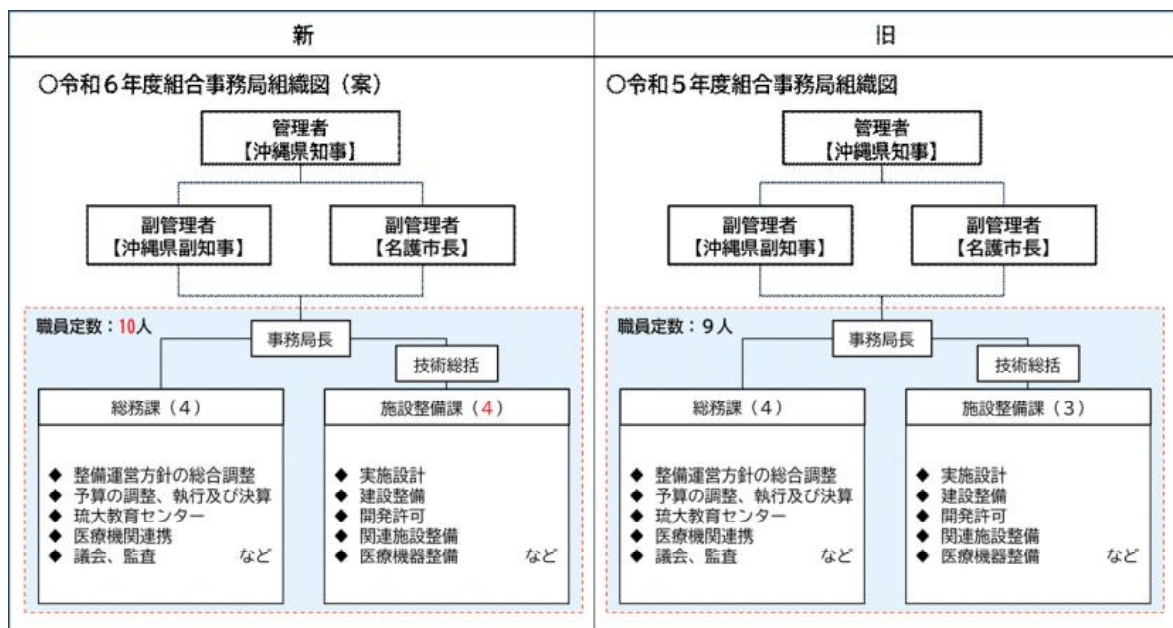 新
旧
〇令和６年度組合事務局組織図（案）
管理者
【沖縄県知事】
副管理者
【沖縄県副知事】
副管理者
【名護市長】
職員定数：10人
事務局長
技術総括
総務課（４）
◆ 整備運営方針の総合調整
◆ 予算の調整、執行及び決算
◆ 琉大教育センター
◆ 医療機関連携
◆ 議会、監査 など
施設整備課（４）
◆ 実施設計
◆ 建設整備
◆ 開発許可
◆ 関連施設整備
◆ 医療機器整備 など
〇令和５年度組合事務局組織図
管理者
【沖縄県知事】
副管理者
【沖縄県副知事】
副管理者
【名護市長】
職員定数：９人
事務局長
技術総括
総務課（４）
◆ 整備運営方針の総合調整
◆ 予算の調整、執行及び決算
◆ 琉大教育センター
◆ 医療機関連携
◆ 議会、監査 など
施設整備課（３）
◆ 実施設計
◆ 建設整備
◆ 開発許可
◆ 関連施設整備
◆ 医療機器整備 など